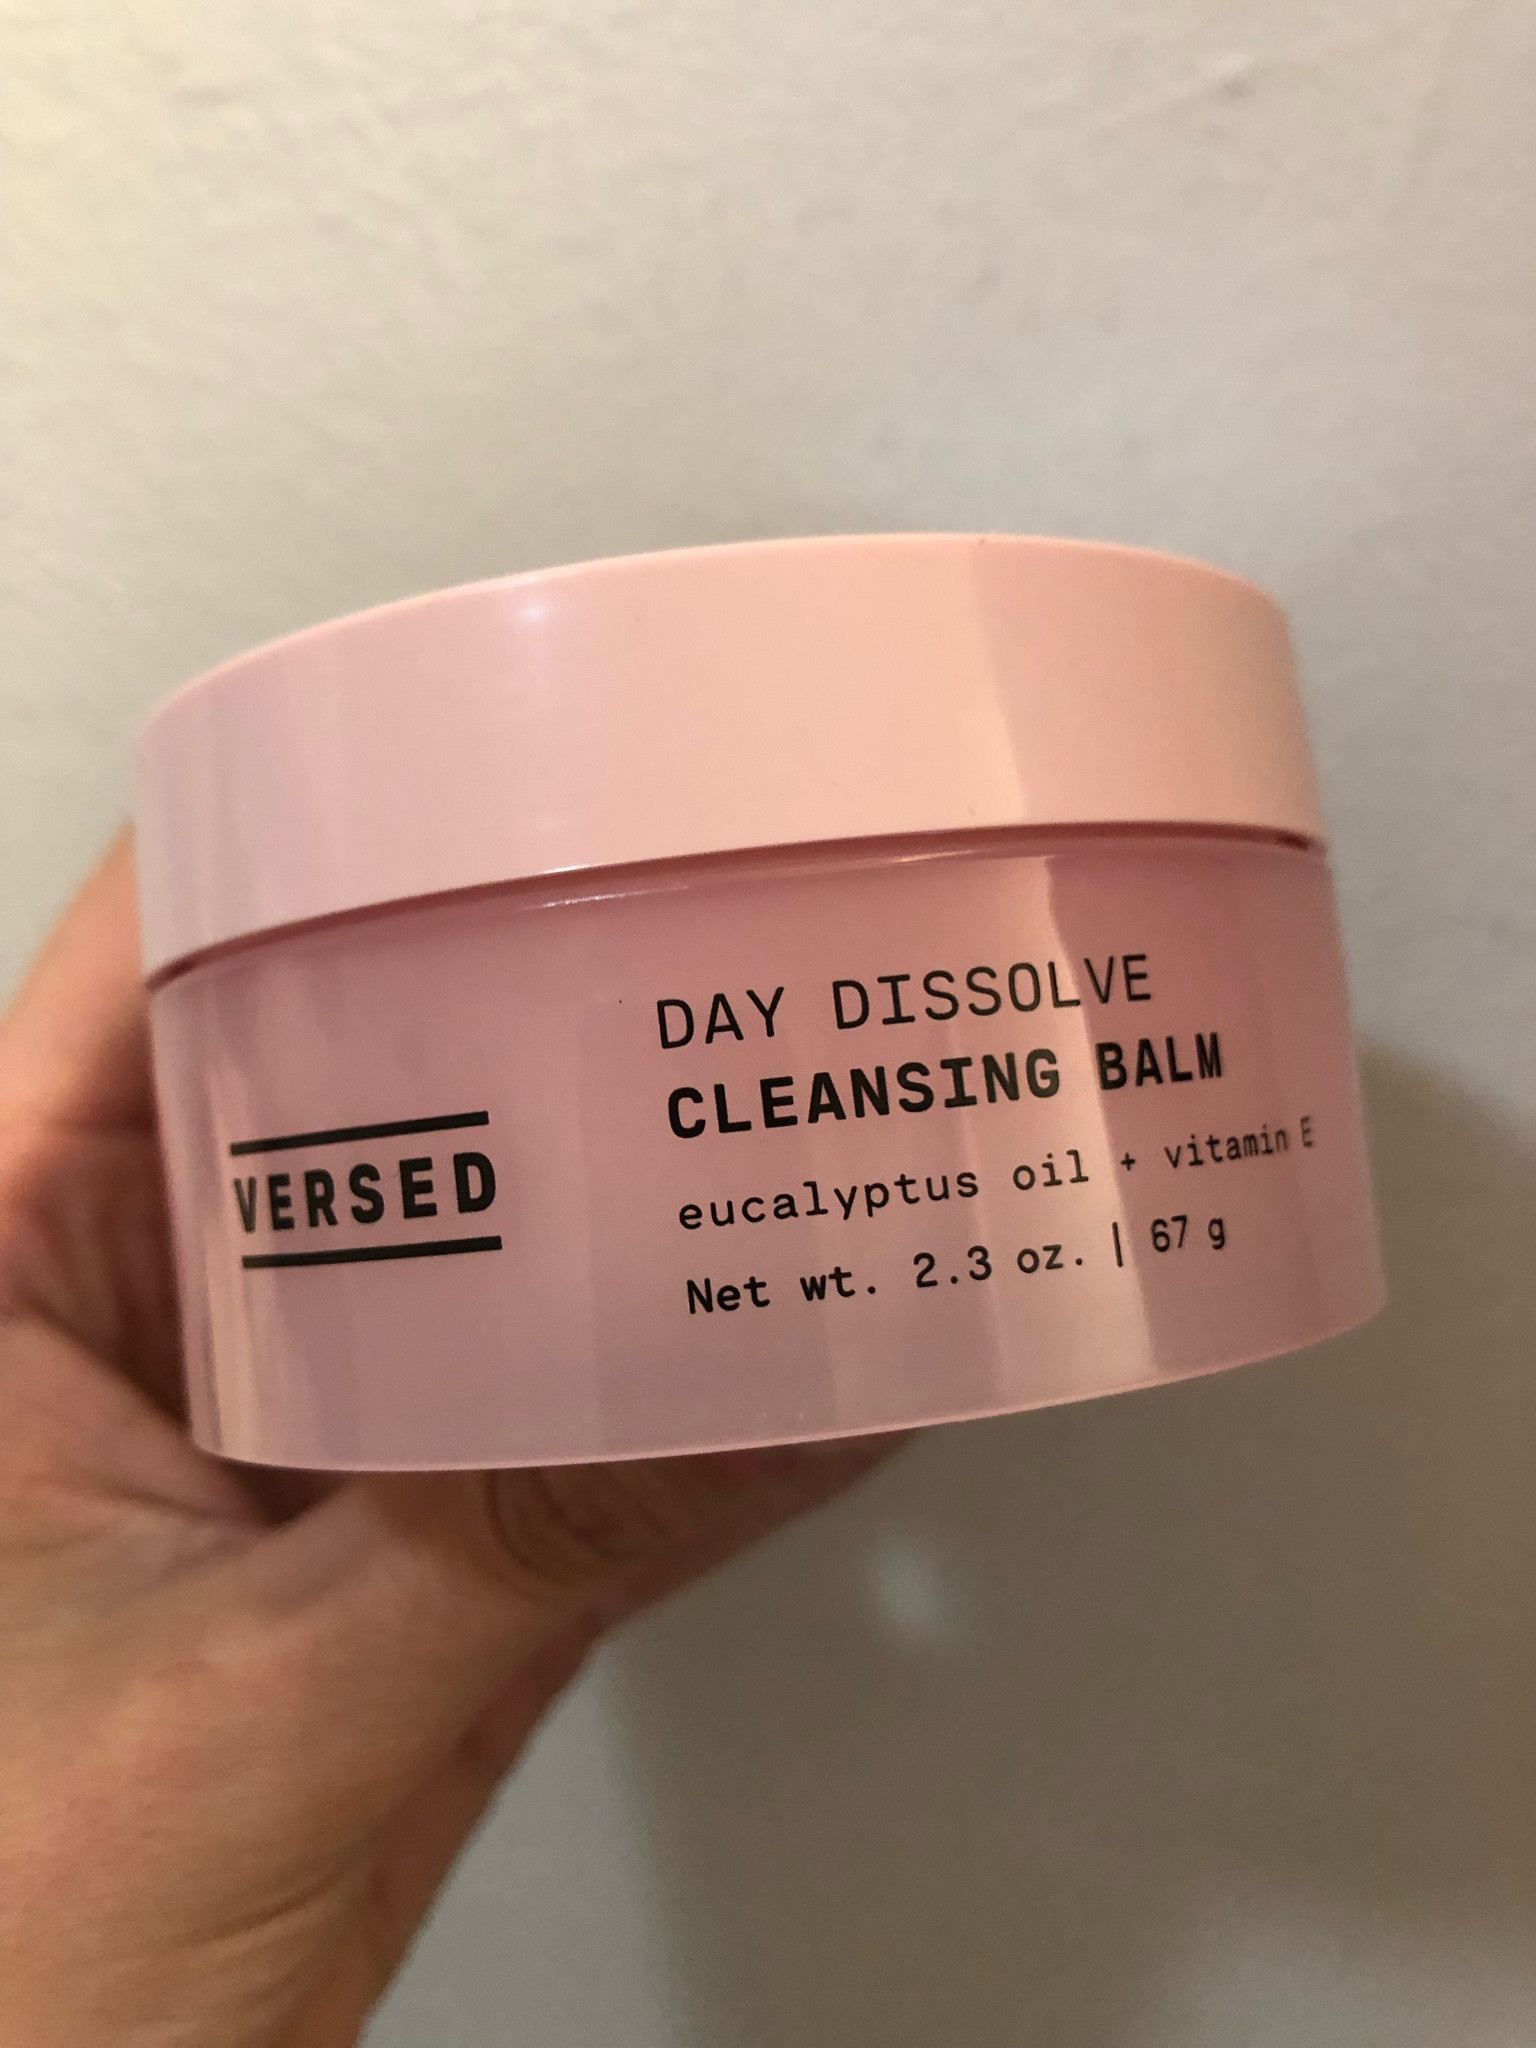 VERSED
DAY DISSOLVE
CLEANSING BALM
eucalyptus oil + vitamin E
Net wt. 2.3 oz. | 67 g